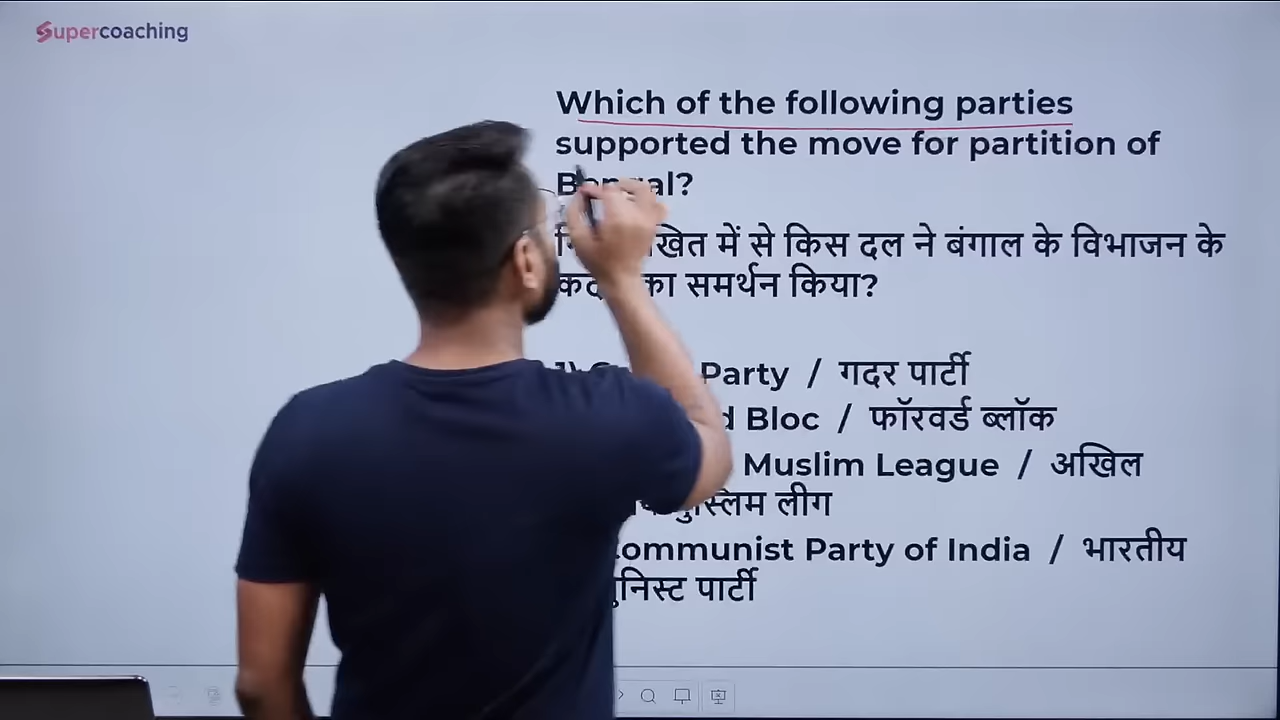 Supercoaching
Which of the following parties
supported the move for partition of
Bengal?
में से किस दल ने बंगाल के विभाजन के
का समर्थन किया?
Party / गदर पार्टी
Bloc / फॉरवर्ड ब्लॉक
Muslim League / अखिल
लीग
Communist Party of India / भारतीय
पार्टी